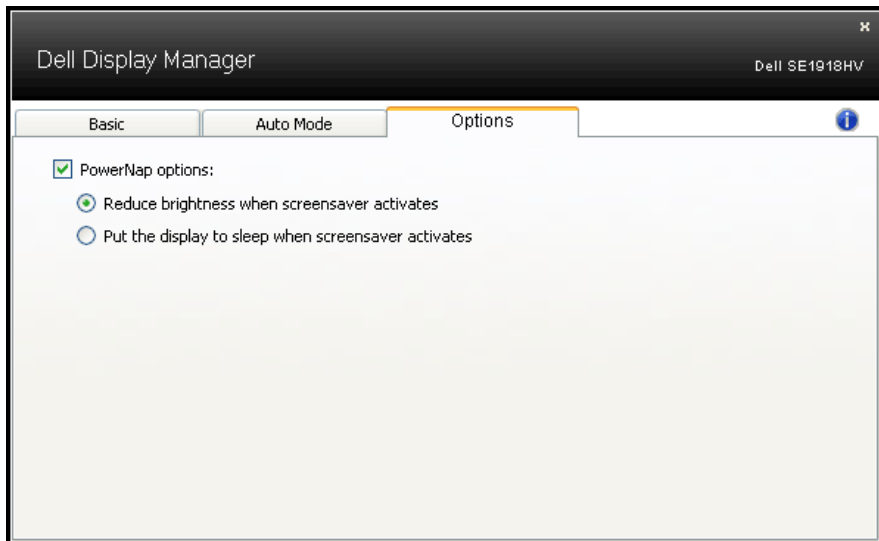 Dell Display Manager
Dell SE1918HV
Basic
Auto Mode
Options
PowerNap options:
Reduce brightness when screensaver activates
Put the display to sleep when screensaver activates